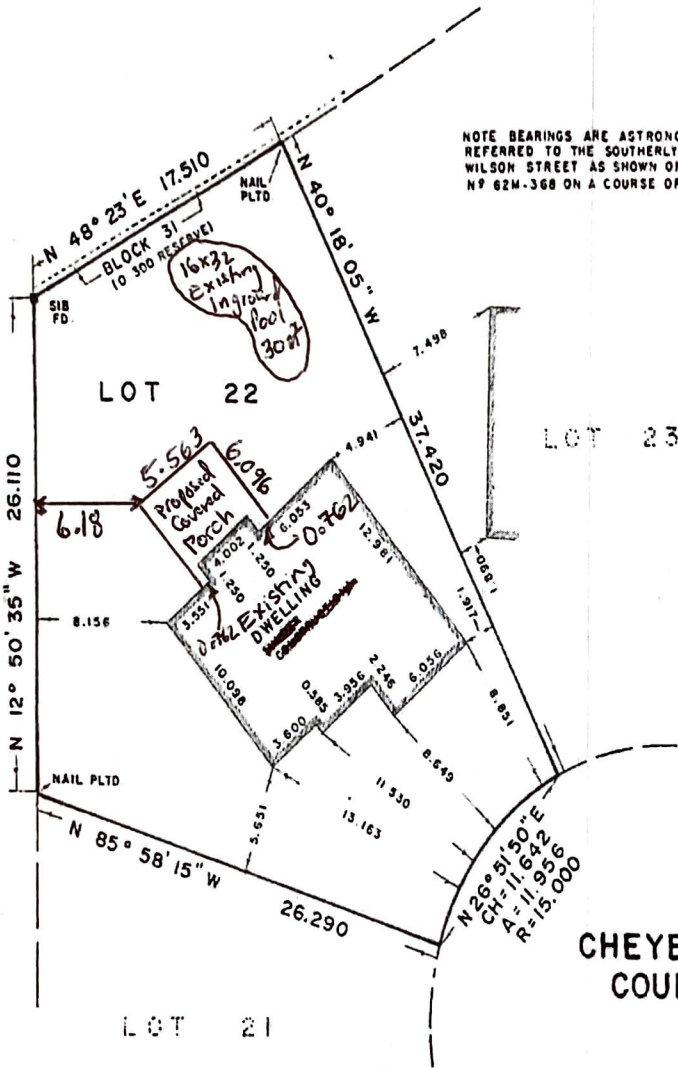 NOTE BEARINGS ARE ASTRONO
REFERRED TO THE SOUTHERLY
WILSON STREET AS SHOWN O
Nº 62M-368 ON A COURSE OF
N 48° 23' E 17.510
NAIL
PLTD.
BLOCK 31
(0 300 RESERVE)
N 40° 18' 05" W
16x32
Existing
Inground
Pool
SIB
FD.
LOT 22
7.498
LOT 23
37.420
4.941
5.563
6.096
Proposed
Covered
Porch
26.110
6.18
6.053
0.762
12.981
4.002
1.250
1.250
1.890
1.917
3.551
0.762
Existing
DWELLING
8.156
N 12° 50' 35" W
10.098
0.585
3.956
2.246
6.056
3.600
8.851
8.649
11 530
13.163
5.651
NAIL PLTD
N 85° 58' 15" W
26.290
N 26° 51' 50" E
CH = 11.642
A = 11.956
R = 15.000
CHEYE
COU
LOT 21